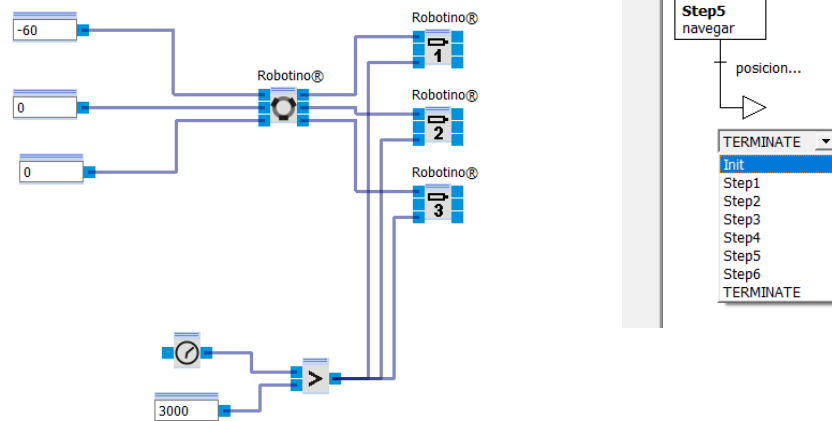 -60
0
0
Robotino®
Robotino®
1
Robotino®
2
Robotino®
3
>
3000
Step5
navegar
posicion...
TERMINATE
Init
Step1
Step2
Step3
Step4
Step5
Step6
TERMINATE